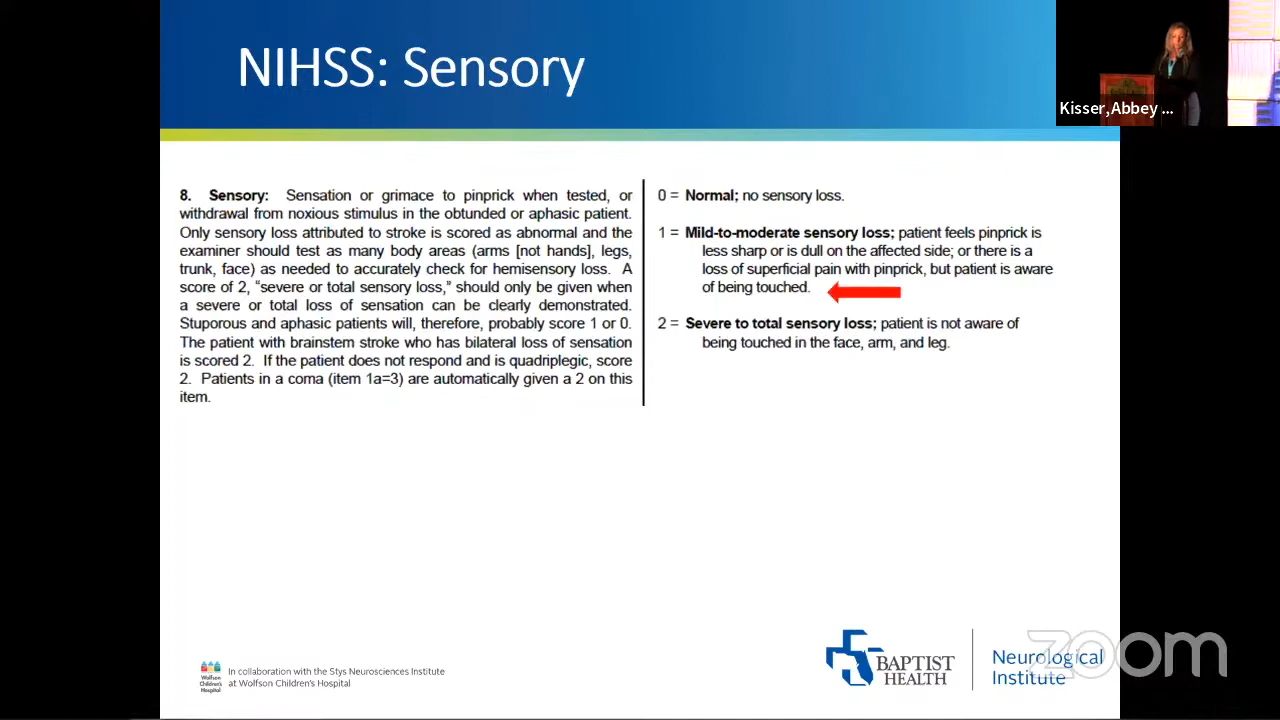 NIHSS: Sensory
Kisser,Abbey ...
8. Sensory: Sensation or grimace to pinprick when tested, or
withdrawal from noxious stimulus in the obtunded or aphasic patient.
Only sensory loss attributed to stroke is scored as abnormal and the
examiner should test as many body areas (arms [not hands], legs,
trunk, face) as needed to accurately check for hemisensory loss. A
score of 2, “severe or total sensory loss,” should only be given when
a severe or total loss of sensation can be clearly demonstrated.
Stuporous and aphasic patients will, therefore, probably score 1 or 0.
The patient with brainstem stroke who has bilateral loss of sensation
is scored 2. If the patient does not respond and is quadriplegic, score
2. Patients in a coma (item 1a=3) are automatically given a 2 on this
item.
0 = Normal; no sensory loss.
1 = Mild-to-moderate sensory loss; patient feels pinprick is
less sharp or is dull on the affected side; or there is a
loss of superficial pain with pinprick, but patient is aware
of being touched.
2 = Severe to total sensory loss; patient is not aware of
being touched in the face, arm, and leg.
Wolfson
Children's
Hospital
In collaboration with the Stys Neurosciences Institute
at Wolfson Children's Hospital
BAPTIST
HEALTH
Neurological
Institute
zoom